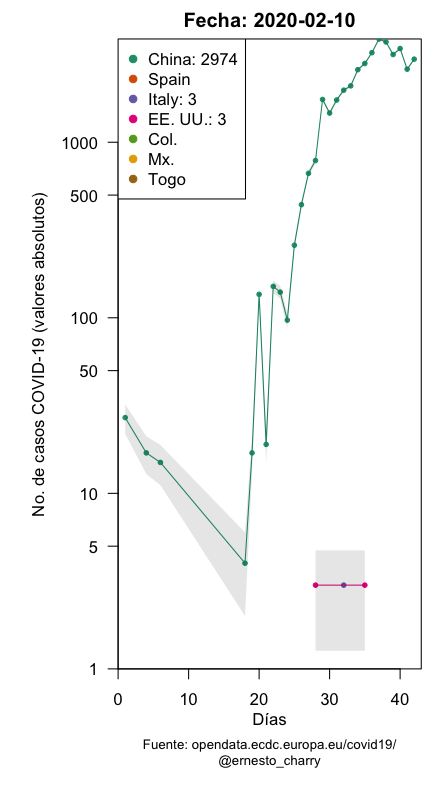 Fecha: 2020-02-10
China: 2974
Spain
Italy: 3
EE. UU.: 3
Col.
Mx.
Togo
No. de casos COVID-19 (valores absolutos)
1000
500
100
50
10
5
1
0 10 20 30 40
Días
Fuente: opendata.ecdc.europa.eu/covid19/
@ernesto_charry